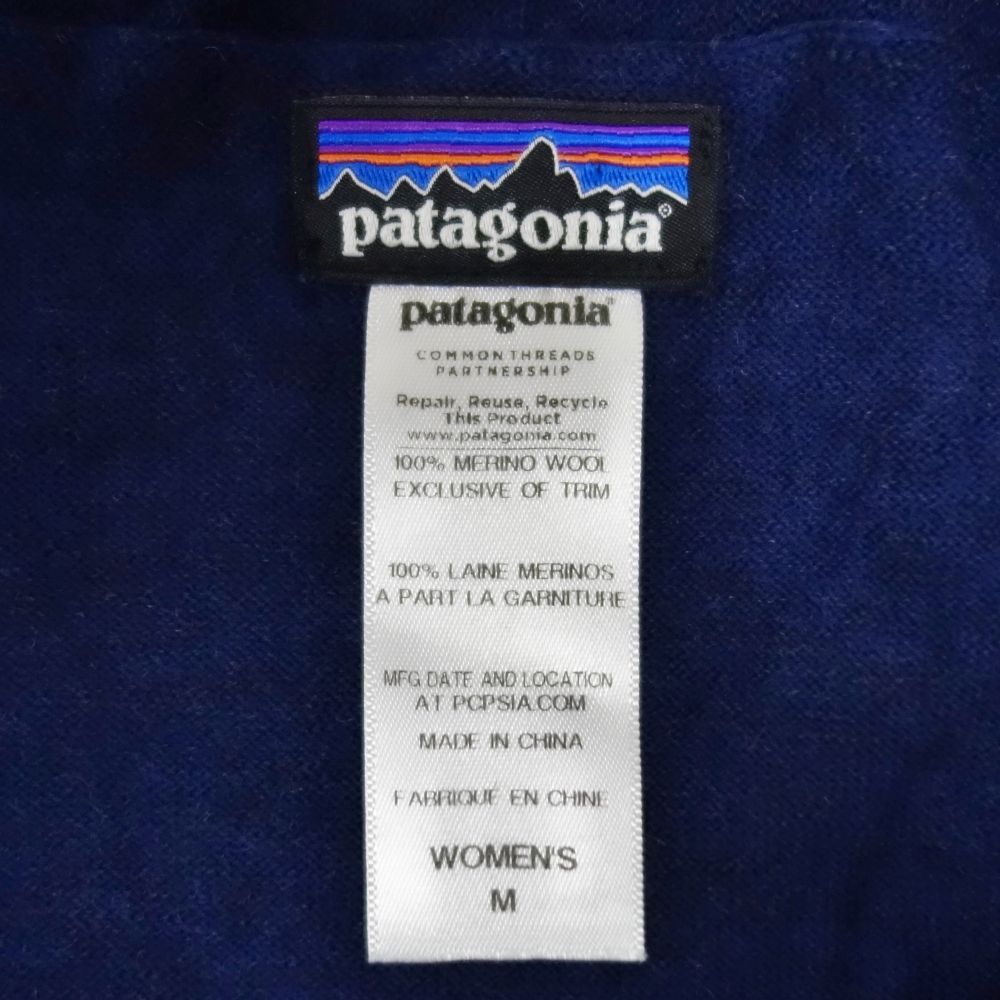 patagonia®
patagonia®
COMMON THREADS
PARTNERSHIP
Repair, Reuse, Recycle
This Product
www.patagonia.com
100% MERINO WOOL
EXCLUSIVE OF TRIM
100% LAINE MERINOS
A PART LA GARNITURE
MFG DATE AND LOCATION
AT PCPSIA.COM
MADE IN CHINA
FABRIQUE EN CHINE
WOMEN'S
M